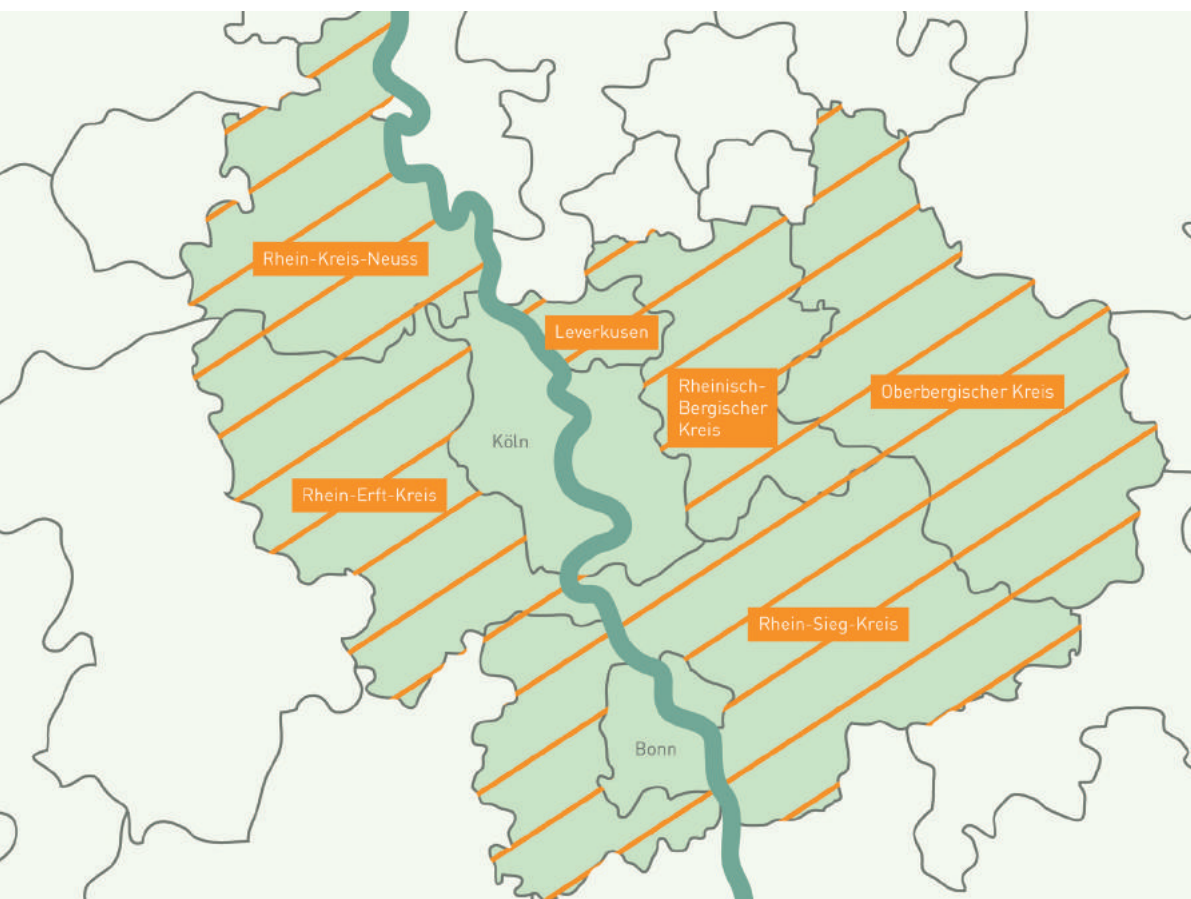 Rhein-Kreis-Neuss
Leverkusen
Rheinisch-
Bergischer
Kreis
Oberbergischer Kreis
Köln
Rhein-Erft-Kreis
Rhein-Sieg-Kreis
Bonn